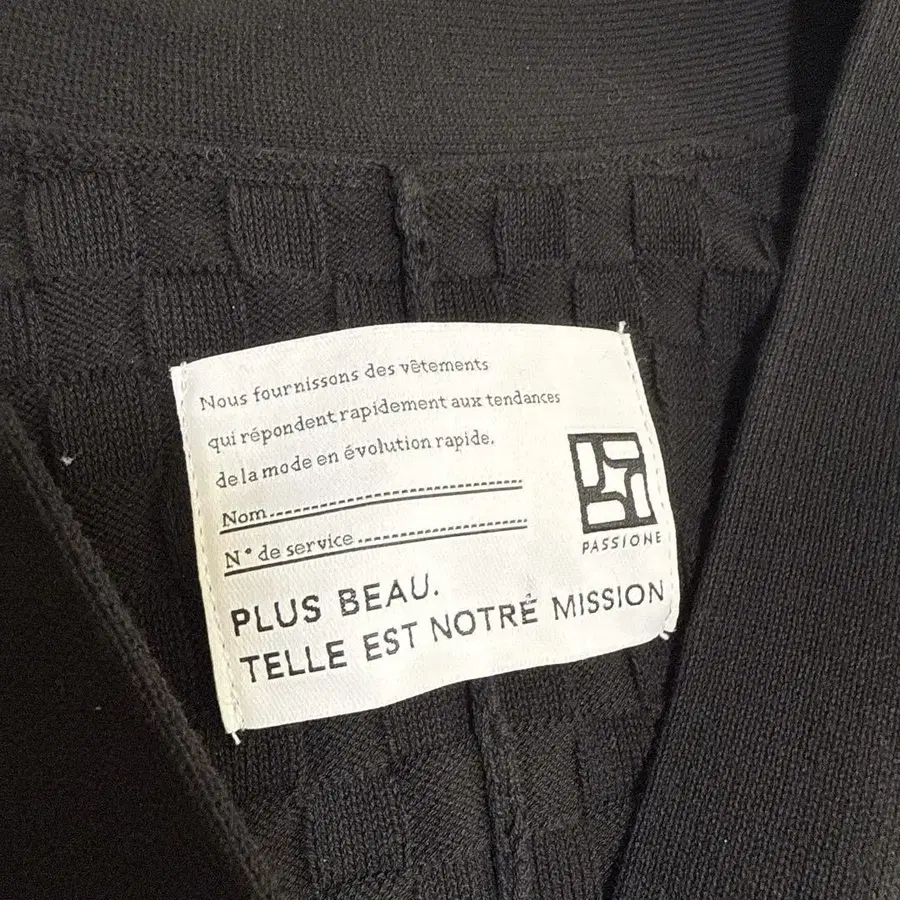 Nous fournissons des vêtements
qui répondent rapidement aux tendances
de la mode en évolution rapide.
Nom
N° de service
PASSIONE
PLUS BEAU.
TELLE EST NOTRÉ MISSION